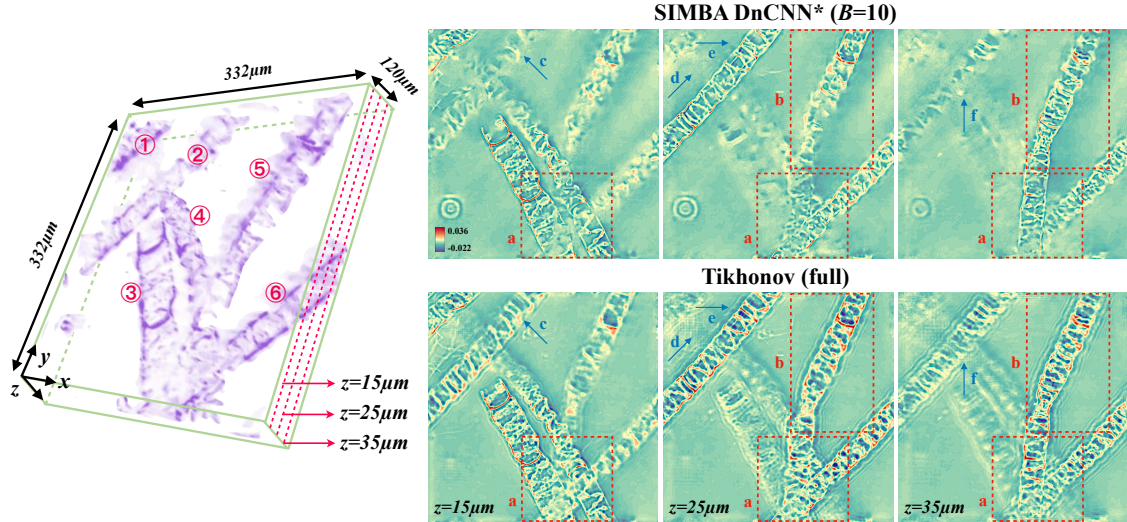 SIMBA DnCNN* (B=10)
332μm
120μm
332μm
①
②
③
④
⑤
⑥
y
x
z
z=15μm
z=25μm
z=35μm
c
a
0.036
-0.022
e
d
b
a
f
b
a
Tikhonov (full)
c
a
z=15μm
e
d
b
a
z=25μm
f
b
a
z=35μm